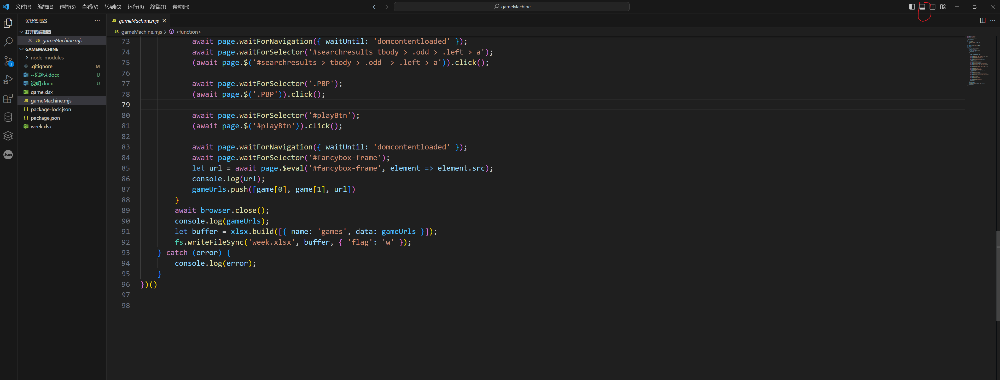 文件(F) 编辑(E) 选择(S) 查看(V) 转到(G) 运行(R) 终端(T) 帮助(H) gameMachine
资源管理器
打开的编辑器
JS gameMachine.mjs
GAMEMACHINE
node_modules
.gitignore M
~$说明.docx U
说明.docx U
game.xlsx
JS gameMachine.mjs
{} package-lock.json
{} package.json
week.xlsx
3
Json
JS gameMachine.mjs
JS gameMachine.mjs > <function>
73 await page.waitForNavigation({ waitUntil: 'domcontentloaded' });
74 await page.waitForSelector('#searchresults tbody > .odd > .left > a');
75 (await page.$('#searchresults > tbody > .odd  > .left > a')).click();
76
77 await page.waitForSelector('.PBP');
78 (await page.$('.PBP')).click();
79
80 await page.waitForSelector('#playBtn');
81 (await page.$('#playBtn')).click();
82
83 await page.waitForNavigation({ waitUntil: 'domcontentloaded' });
84 await page.waitForSelector('#fancybox-frame');
85 let url = await page.$eval('#fancybox-frame', element => element.src);
86 console.log(url);
87 gameUrls.push([game[0], game[1], url])
88 }
89 await browser.close();
90 console.log(gameUrls);
91 let buffer = xlsx.build([{ name: 'games', data: gameUrls }]);
92 fs.writeFileSync('week.xlsx', buffer, { 'flag': 'w' });
93 } catch (error) {
94 console.log(error);
95 }
96 })()
97
98